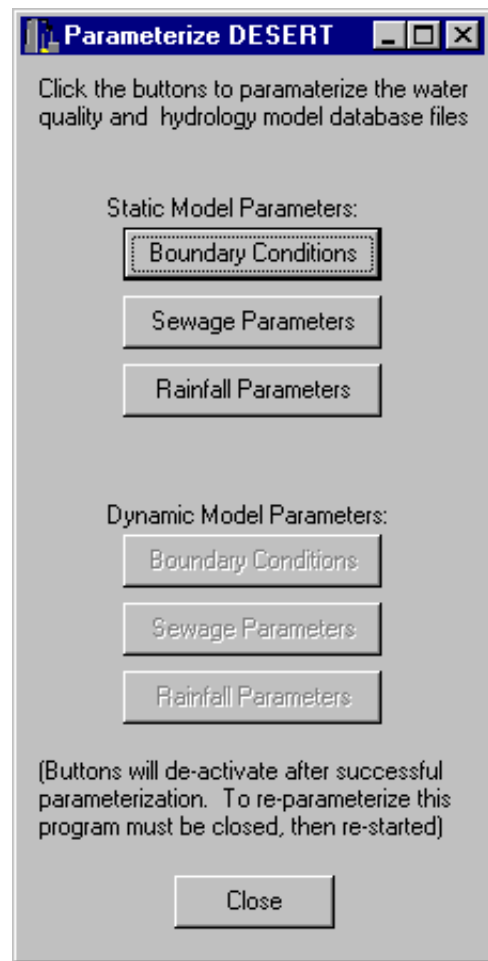 Parameterize DESERT
Click the buttons to paramaterize the water
quality and hydrology model database files
Static Model Parameters:
Boundary Conditions
Sewage Parameters
Rainfall Parameters
Dynamic Model Parameters:
Boundary Conditions
Sewage Parameters
Rainfall Parameters
(Buttons will de-activate after successful
parameterization. To re-parameterize this
program must be closed, then re-started)
Close